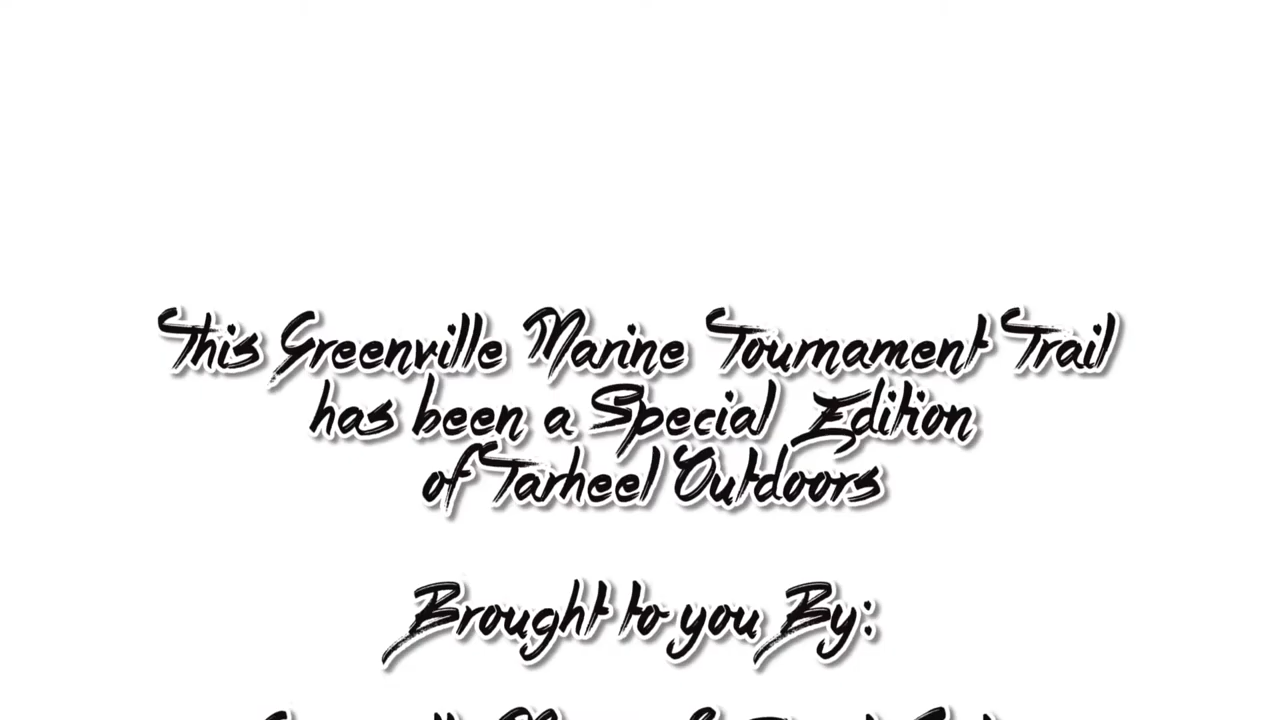 This Greenville Marine Tournament Trail
has been a Special Edition
of Tarheel Outdoors
Brought to you By: